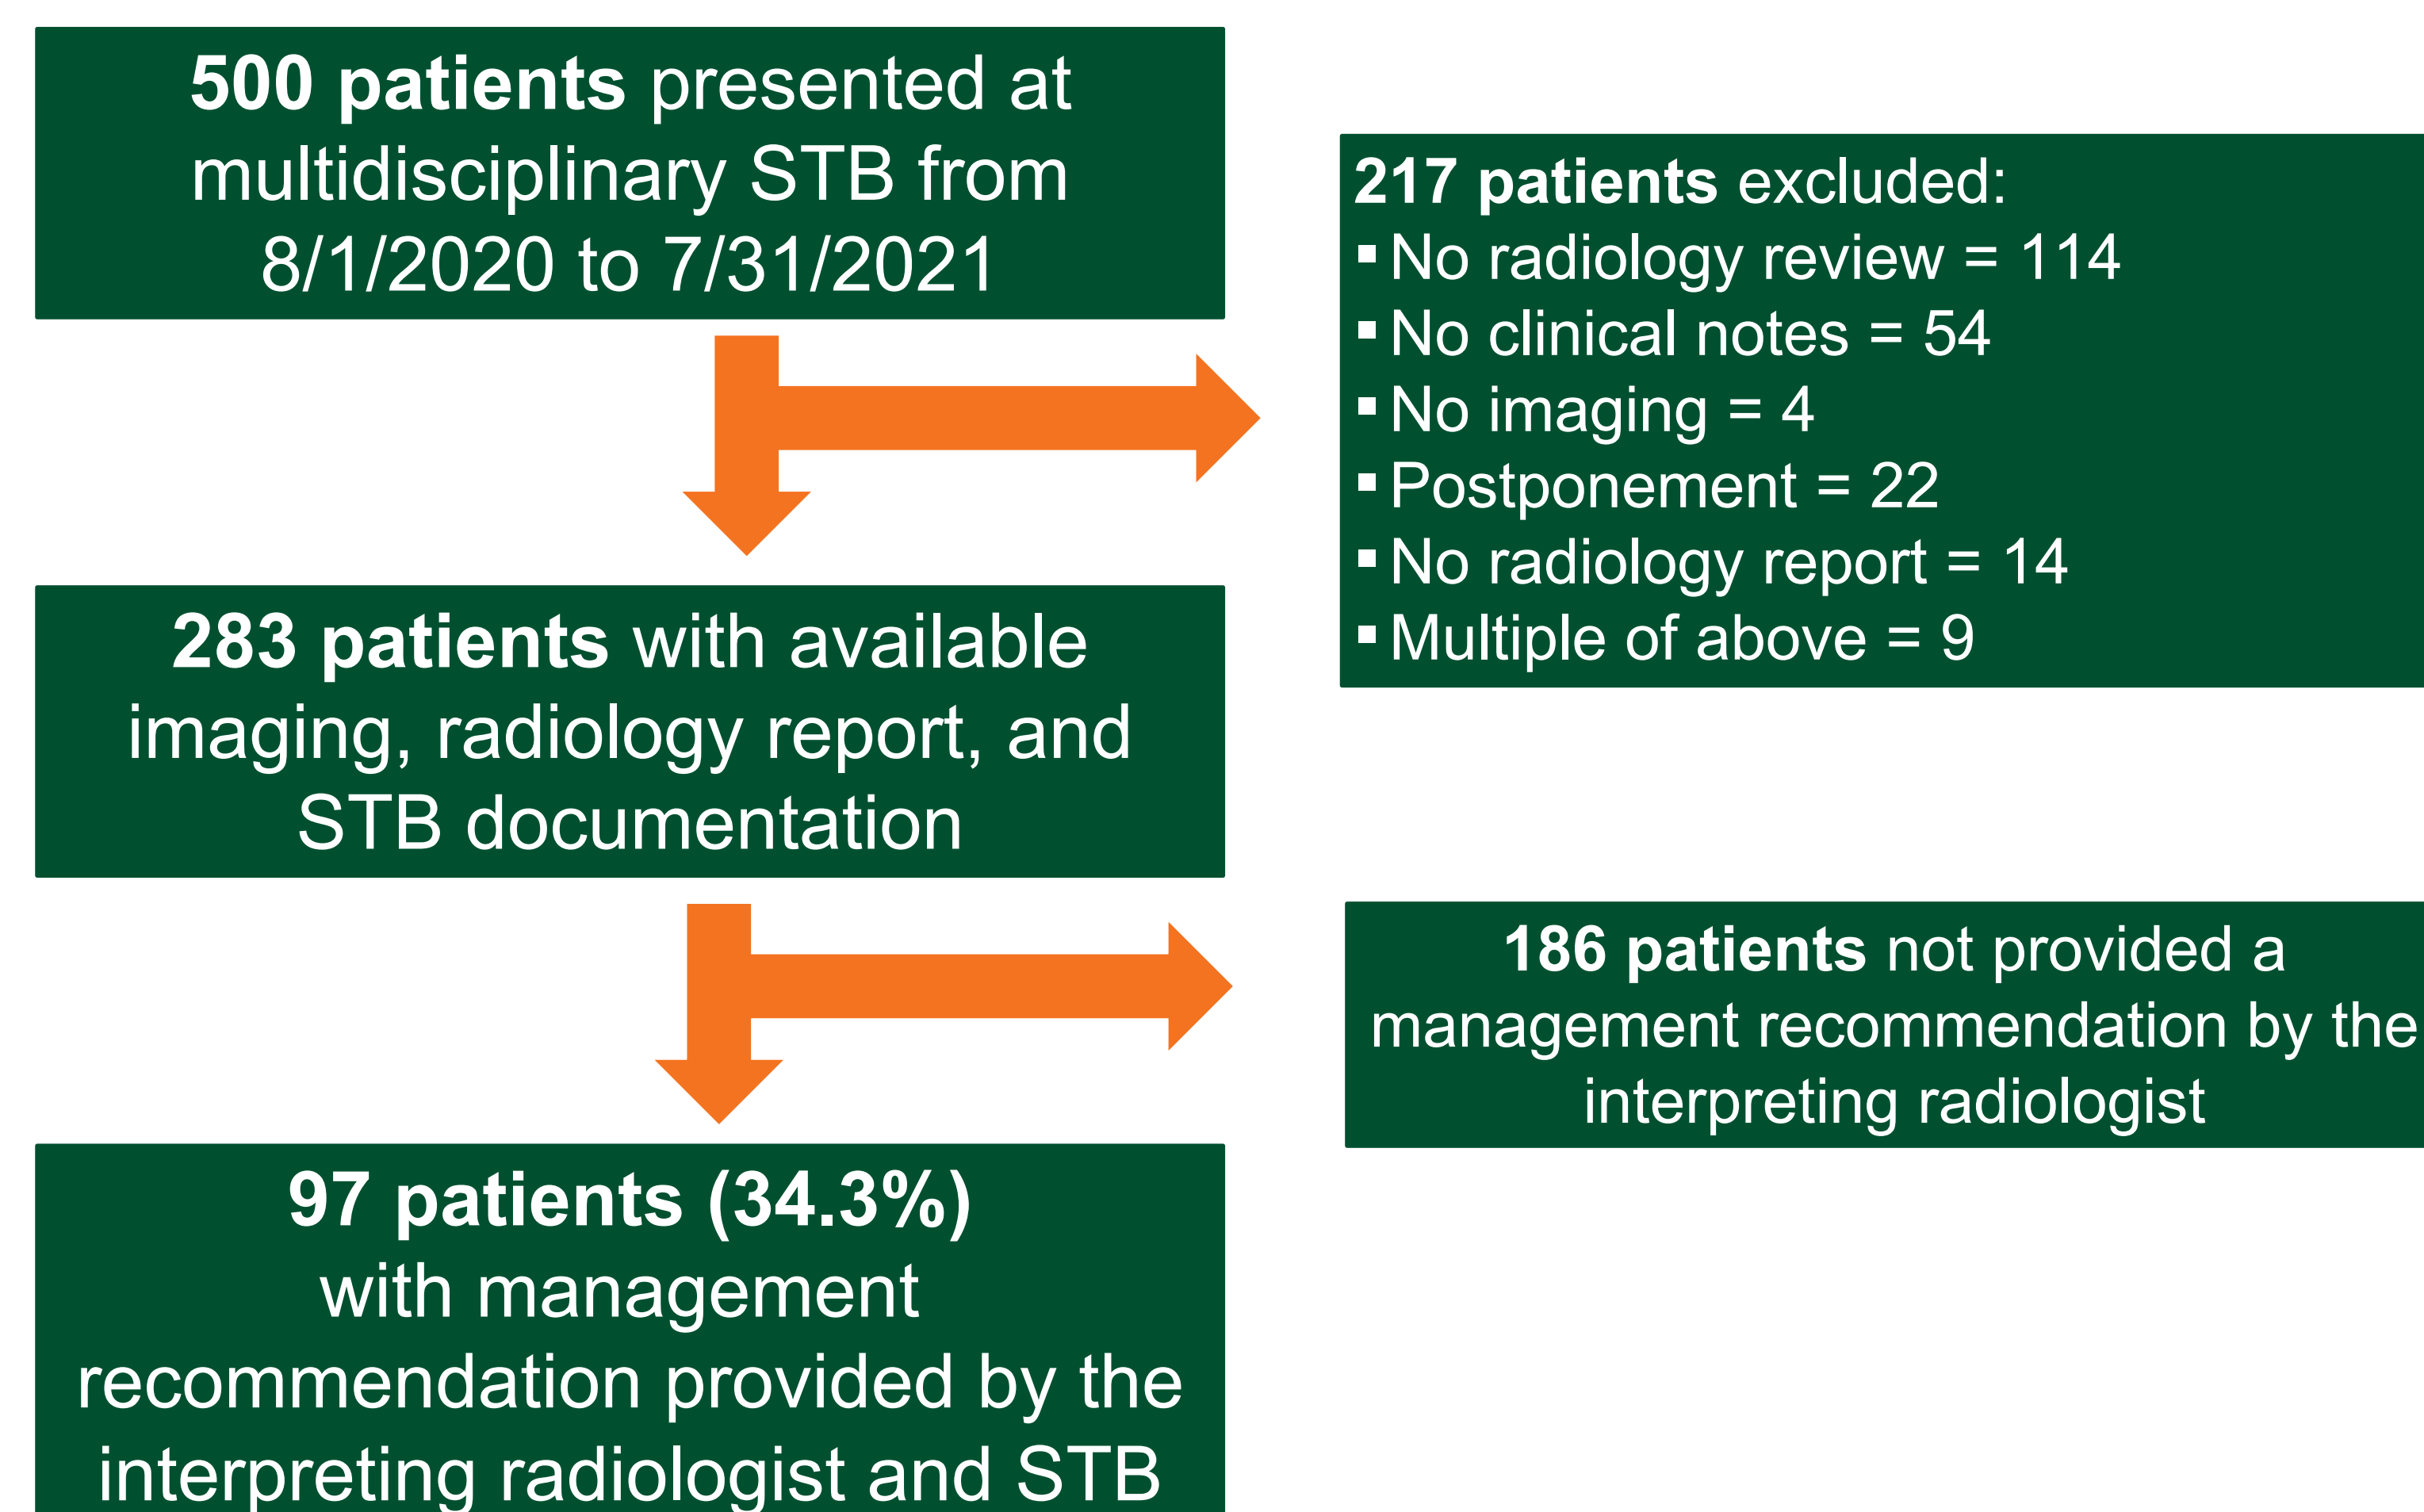 500 patients presented at
multidisciplinary STB from
8/1/2020 to 7/31/2021
217 patients excluded:
▪ No radiology review = 114
▪ No clinical notes = 54
▪ No imaging = 4
▪ Postponement = 22
▪ No radiology report = 14
▪ Multiple of above = 9
283 patients with available
imaging, radiology report, and
STB documentation
186 patients not provided a
management recommendation by the
interpreting radiologist
97 patients (34.3%)
with management
recommendation provided by the
interpreting radiologist and STB